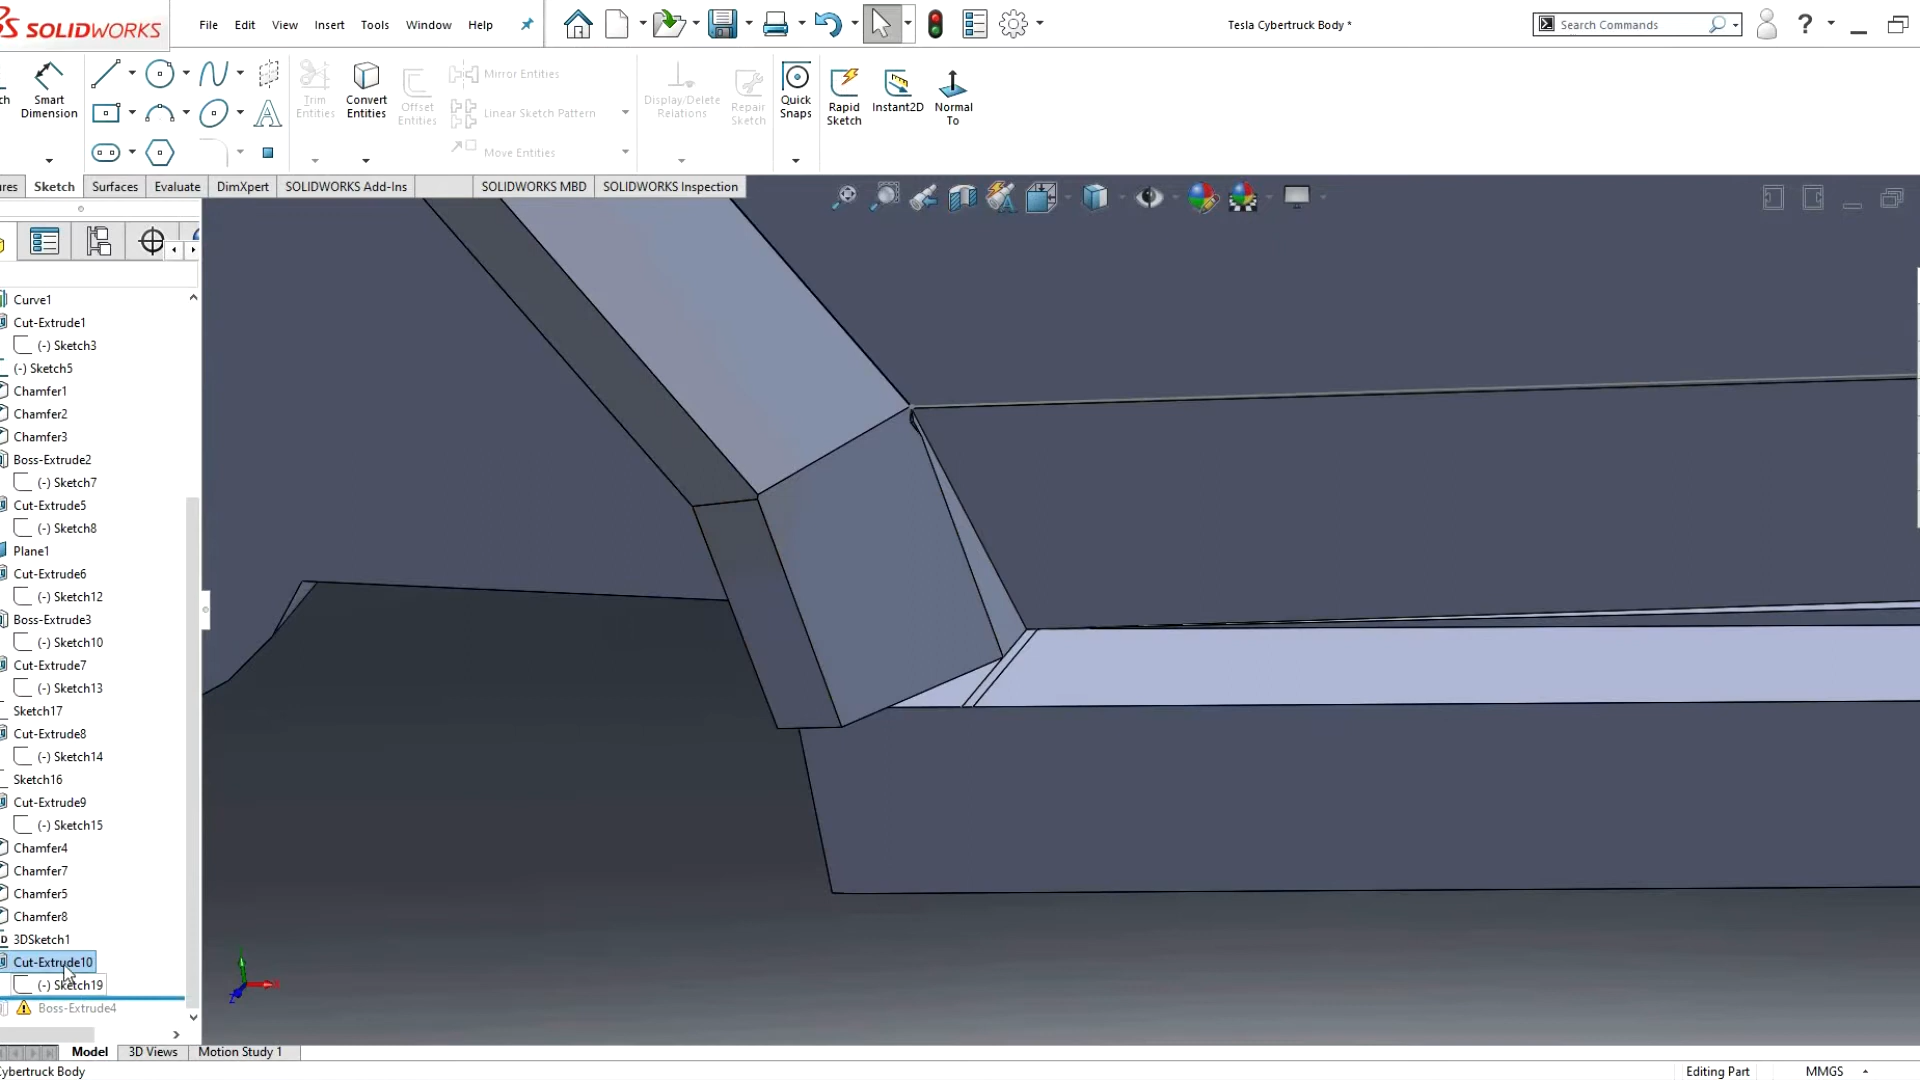 SOLIDWORKS
File Edit View Insert Tools Window Help
Tesla Cybertruck Body *
Search Commands
?
ch
Smart
Dimension
Trim
Entities
Convert
Entities
Offset
Entities
Mirror Entities
Linear Sketch Pattern
Move Entities
Display/Delete
Relations
Repair
Sketch
Quick
Snaps
Rapid
Sketch
Instant2D
Normal
To
ures Sketch Surfaces Evaluate DimXpert SOLIDWORKS Add-Ins SOLIDWORKS MBD SOLIDWORKS Inspection
Curve1
Cut-Extrude1
(-) Sketch3
(-) Sketch5
Chamfer1
Chamfer2
Chamfer3
Boss-Extrude2
(-) Sketch7
Cut-Extrude5
(-) Sketch8
Plane1
Cut-Extrude6
(-) Sketch12
Boss-Extrude3
(-) Sketch10
Cut-Extrude7
(-) Sketch13
Sketch17
Cut-Extrude8
(-) Sketch14
Sketch16
Cut-Extrude9
(-) Sketch15
Chamfer4
Chamfer7
Chamfer5
Chamfer8
3DSketch1
Cut-Extrude10
(-) Sketch19
Boss-Extrude4
Model 3D Views Motion Study 1
Cybertruck Body
Editing Part MMGS